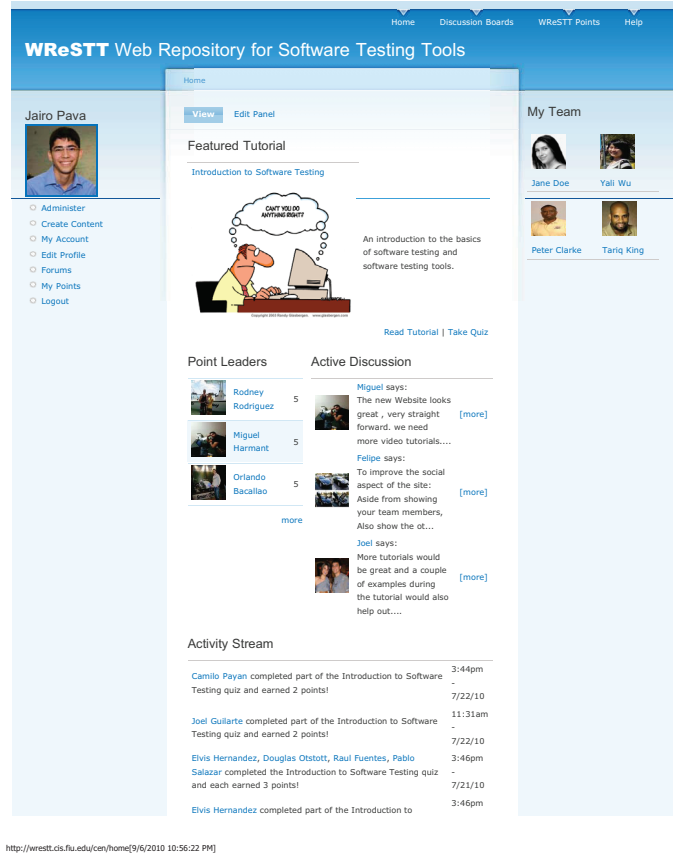 Home Discussion Boards WReSTT Points Help
WReSTT Web Repository for Software Testing Tools
Home
Jairo Pava
Administer
Create Content
My Account
Edit Profile
Forums
My Points
Logout
View Edit Panel
Featured Tutorial
Introduction to Software Testing
CAN'T YOU DO
ANYTHING RIGHT?
Copyright 2003 Randy Glasbergen. www.glasbergen.com
An introduction to the basics
of software testing and
software testing tools.
Read Tutorial | Take Quiz
Point Leaders
Rodney
Rodriguez 5
Miguel
Harmant 5
Orlando
Bacallao 5
more
Active Discussion
Miguel says:
The new Website looks
great , very straight
forward. we need
more video tutorials....
[more]
Felipe says:
To improve the social
aspect of the site:
Aside from showing
your team members,
Also show the ot...
[more]
Joel says:
More tutorials would
be great and a couple
of examples during
the tutorial would also
help out....
[more]
Activity Stream
Camilo Payan completed part of the Introduction to Software
Testing quiz and earned 2 points!
3:44pm
-
7/22/10
Joel Guilarte completed part of the Introduction to Software
Testing quiz and earned 2 points!
11:31am
-
7/22/10
Elvis Hernandez, Douglas Otstott, Raul Fuentes, Pablo
Salazar completed the Introduction to Software Testing quiz
and each earned 3 points!
3:46pm
-
7/21/10
Elvis Hernandez completed part of the Introduction to
3:46pm
My Team
Jane Doe Yali Wu
Peter Clarke Tariq King
http://wrestt.cis.fiu.edu/cen/home[9/6/2010 10:56:22 PM]